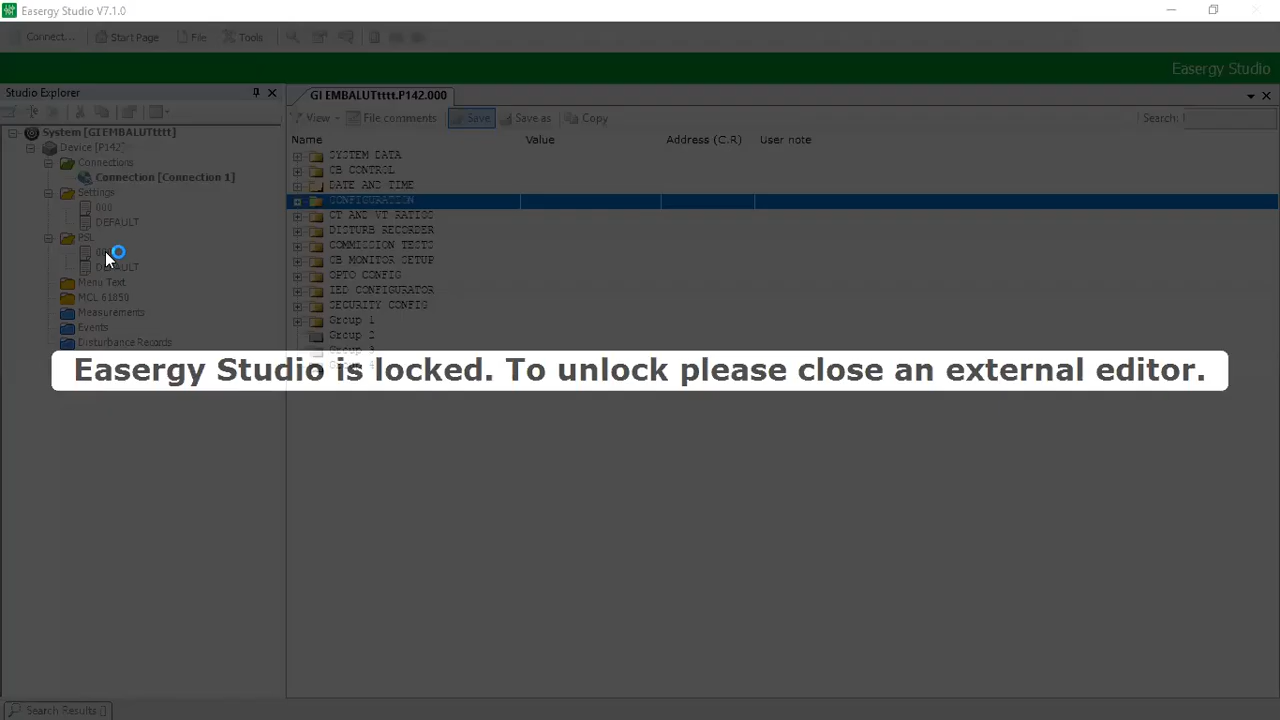 Easergy Studio V7.1.0
Connect...
Start Page
File
Tools
Easergy Studio
Studio Explorer
GIEMBALUTtttt.P142.000
View
File comments
Save
Save as
Copy
Search:
Name
Value
Address (C.R)
User note
System [GIEMBALUTtttt]
Device [P142]
Connections
Connection [Connection 1]
Settings
000
DEFAULT
PSL
DEFAULT
Menu Text
MCL 61850
Measurements
Events
Disturbance Records
SYSTEM DATA
CB CONTROL
DATE AND TIME
CONFIGURATION
CT AND VT RATIOS
DISTURB RECORDER
COMMISSION TESTS
CB MONITOR SETUP
OPTO CONFIG
IED CONFIGURATOR
SECURITY CONFIG
Group 1
Group 2
Easergy Studio is locked. To unlock please close an external editor.
Search Results